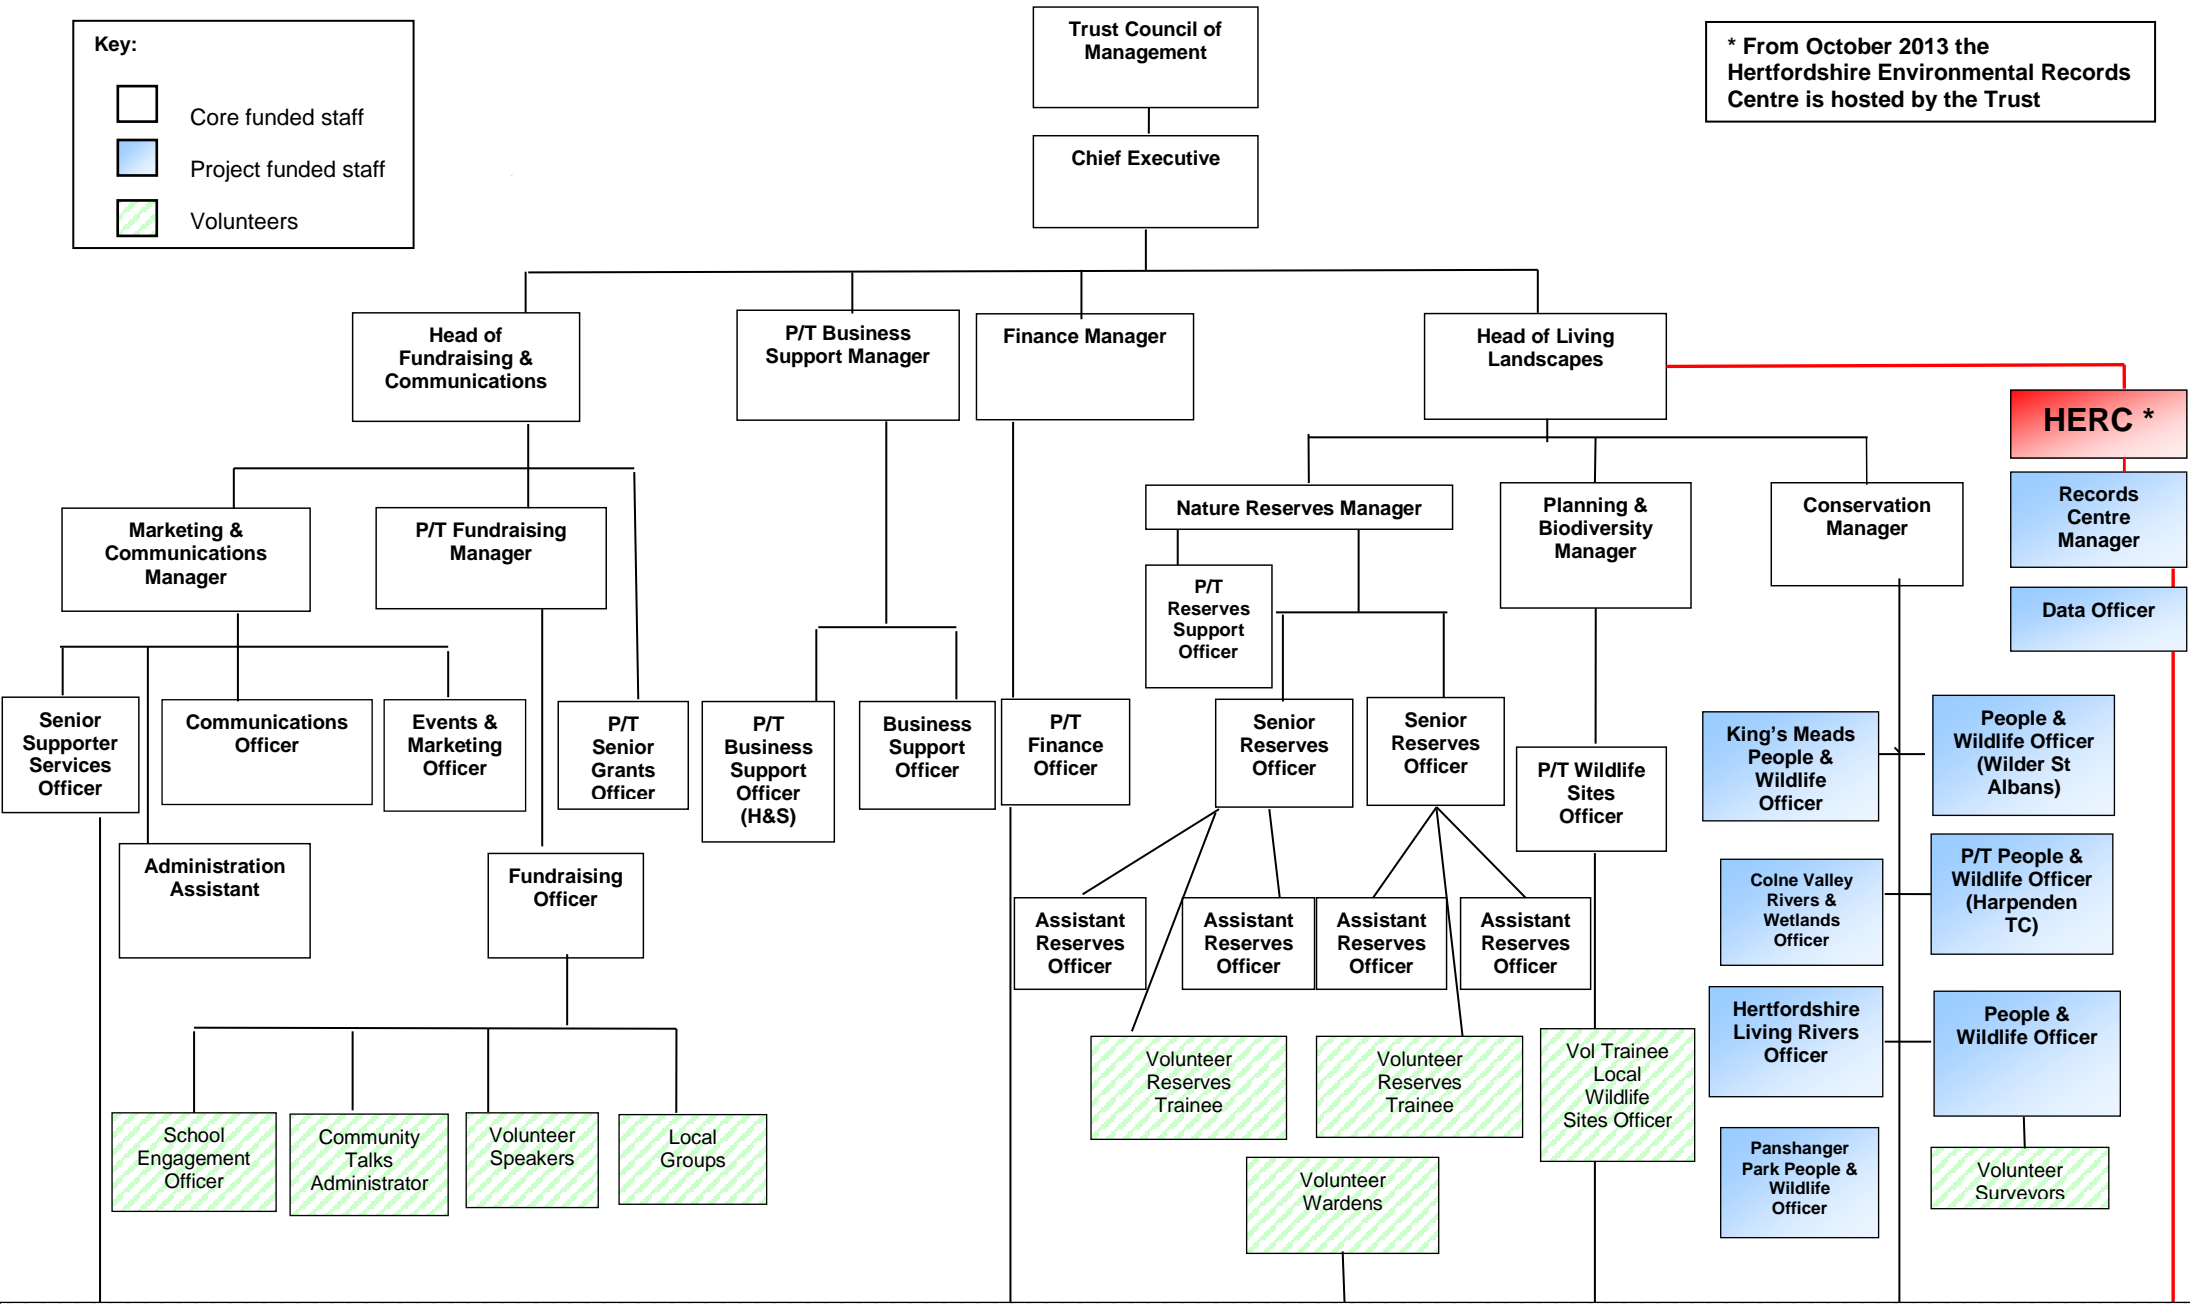 Key:
Core funded staff
Project funded staff
Volunteers
Trust Council of
Management
* From October 2013 the
Hertfordshire Environmental Records
Centre is hosted by the Trust
Chief Executive
Head of
Fundraising &
Communications
P/T Business
Support Manager
Finance Manager
Head of Living
Landscapes
HERC *
Marketing &
Communications
Manager
P/T Fundraising
Manager
Nature Reserves Manager
Planning &
Biodiversity
Manager
Conservation
Manager
Records
Centre
Manager
P/T
Reserves
Support
Officer
Data Officer
Senior
Supporter
Services
Officer
Communications
Officer
Events &
Marketing
Officer
P/T
Senior
Grants
Officer
P/T
Business
Support
Officer
(H&S)
Business
Support
Officer
P/T
Finance
Officer
Senior
Reserves
Officer
Senior
Reserves
Officer
P/T Wildlife
Sites
Officer
King's Meads
People &
Wildlife
Officer
People &
Wildlife Officer
(Wilder St
Albans)
Administration
Assistant
Fundraising
Officer
Assistant
Reserves
Officer
Assistant
Reserves
Officer
Assistant
Reserves
Officer
Assistant
Reserves
Officer
Colne Valley
Rivers &
Wetlands
Officer
P/T People &
Wildlife Officer
(Harpenden
TC)
Hertfordshire
Living Rivers
Officer
People &
Wildlife Officer
School
Engagement
Officer
Community
Talks
Administrator
Volunteer
Speakers
Local
Groups
Volunteer
Reserves
Trainee
Volunteer
Reserves
Trainee
Vol Trainee
Local
Wildlife
Sites Officer
Volunteer
Wardens
Panshanger
Park People &
Wildlife
Officer
Volunteer
Surveyors